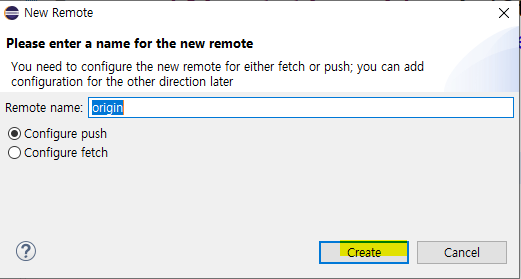 New Remote
Please enter a name for the new remote
You need to configure the new remote for either fetch or push; you can add
configuration for the other direction later
Remote name: origin
Configure push
Configure fetch
Create
Cancel